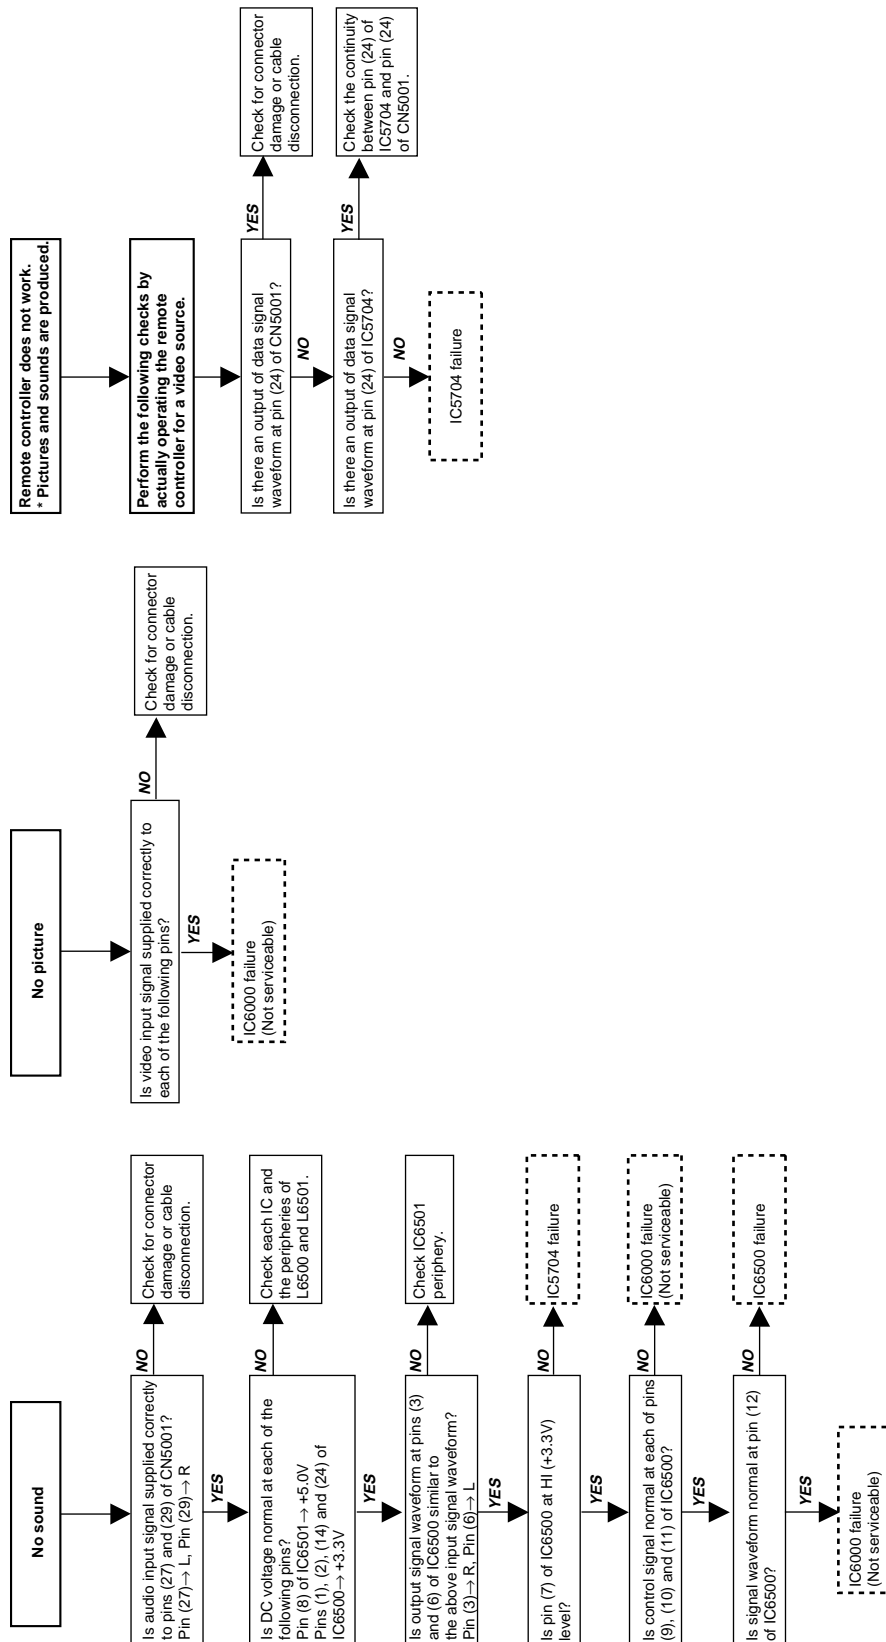 No sound
Is audio input signal supplied correctly
to pins (27) and (29) of CN5001?
Pin (27)→ L, Pin (29)→ R
NO
Check for connector
damage or cable
disconnection.
YES
Is DC voltage normal at each of the
following pins?
Pin (8) of IC6501→ +5.0V
Pins (1), (2), (14) and (24) of
IC6500→ +3.3V
NO
Check each IC and
the peripheries of
L6500 and L6501.
YES
Is output signal waveform at pins (3)
and (6) of IC6500 similar to
the above input signal waveform?
Pin (3)→ R, Pin (6)→ L
NO
Check IC6501
periphery.
YES
Is pin (7) of IC6500 at HI (+3.3V)
level?
NO
IC5704 failure
YES
Is control signal normal at each of pins
(9), (10) and (11) of IC6500?
NO
IC6000 failure
(Not serviceable)
YES
Is signal waveform normal at pin (12)
of IC6500?
NO
IC6500 failure
YES
IC6000 failure
(Not serviceable)
No picture
Is video input signal supplied correctly to
each of the following pins?
NO
Check for connector
damage or cable
disconnection.
YES
IC6000 failure
(Not serviceable)
Remote controller does not work.
* Pictures and sounds are produced.
Perform the following checks by
actually operating the remote
controller for a video source.
Is there an output of data signal
waveform at pin (24) of CN5001?
YES
Check for connector
damage or cable
disconnection.
NO
Is there an output of data signal
waveform at pin (24) of IC5704?
YES
Check the continuity
between pin (24) of
IC5704 and pin (24)
of CN5001.
NO
IC5704 failure